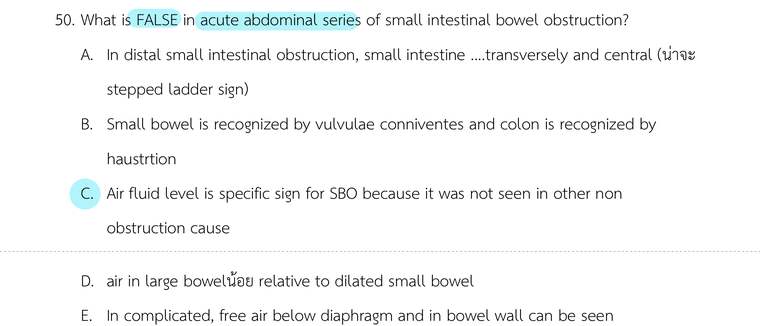 50. What is FALSE in acute abdominal series of small intestinal bowel obstruction?
A. In distal small intestinal obstruction, small intestine ....transversely and central (น่าจะ
stepped ladder sign)
B. Small bowel is recognized by vulvulae conniventes and colon is recognized by
haustrtion
C. Air fluid level is specific sign for SBO because it was not seen in other non
obstruction cause
D. air in large bowelน้อย relative to dilated small bowel
E. In complicated, free air below diaphragm and in bowel wall can be seen